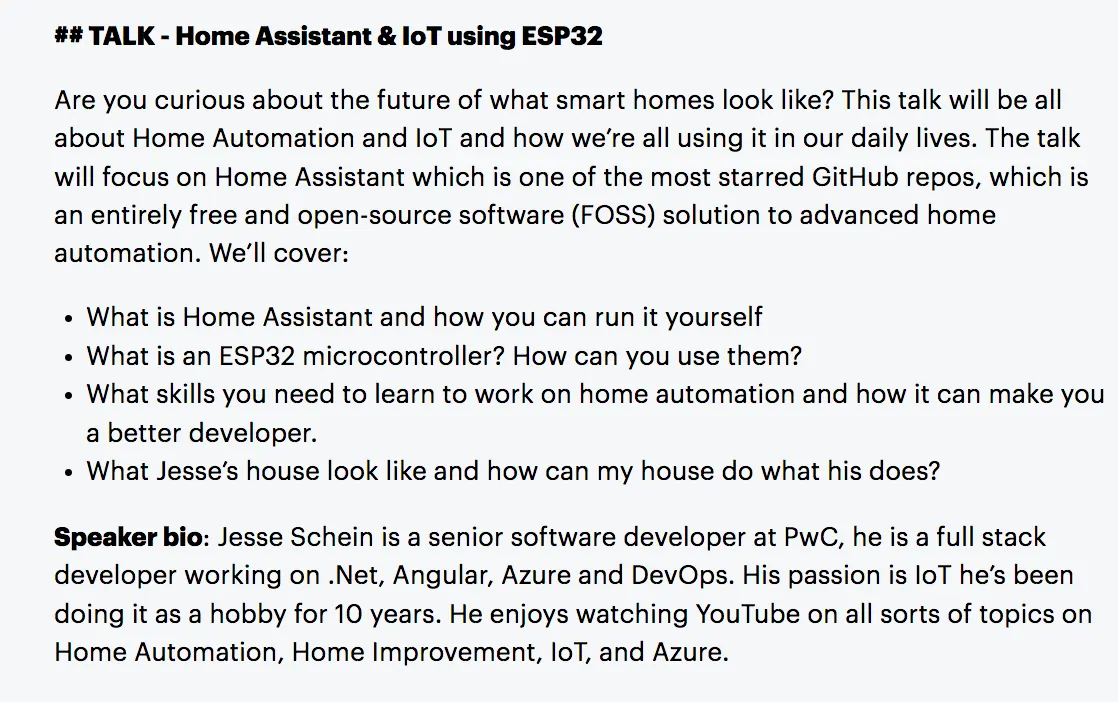 ## TALK - Home Assistant & IoT using ESP32
Are you curious about the future of what smart homes look like? This talk will be all
about Home Automation and IoT and how we’re all using it in our daily lives. The talk
will focus on Home Assistant which is one of the most starred GitHub repos, which is
an entirely free and open-source software (FOSS) solution to advanced home
automation. We’ll cover:
• What is Home Assistant and how you can run it yourself
• What is an ESP32 microcontroller? How can you use them?
• What skills you need to learn to work on home automation and how it can make you
a better developer.
• What Jesse’s house look like and how can my house do what his does?
Speaker bio: Jesse Schein is a senior software developer at PwC, he is a full stack
developer working on .Net, Angular, Azure and DevOps. His passion is IoT he’s been
doing it as a hobby for 10 years. He enjoys watching YouTube on all sorts of topics on
Home Automation, Home Improvement, IoT, and Azure.